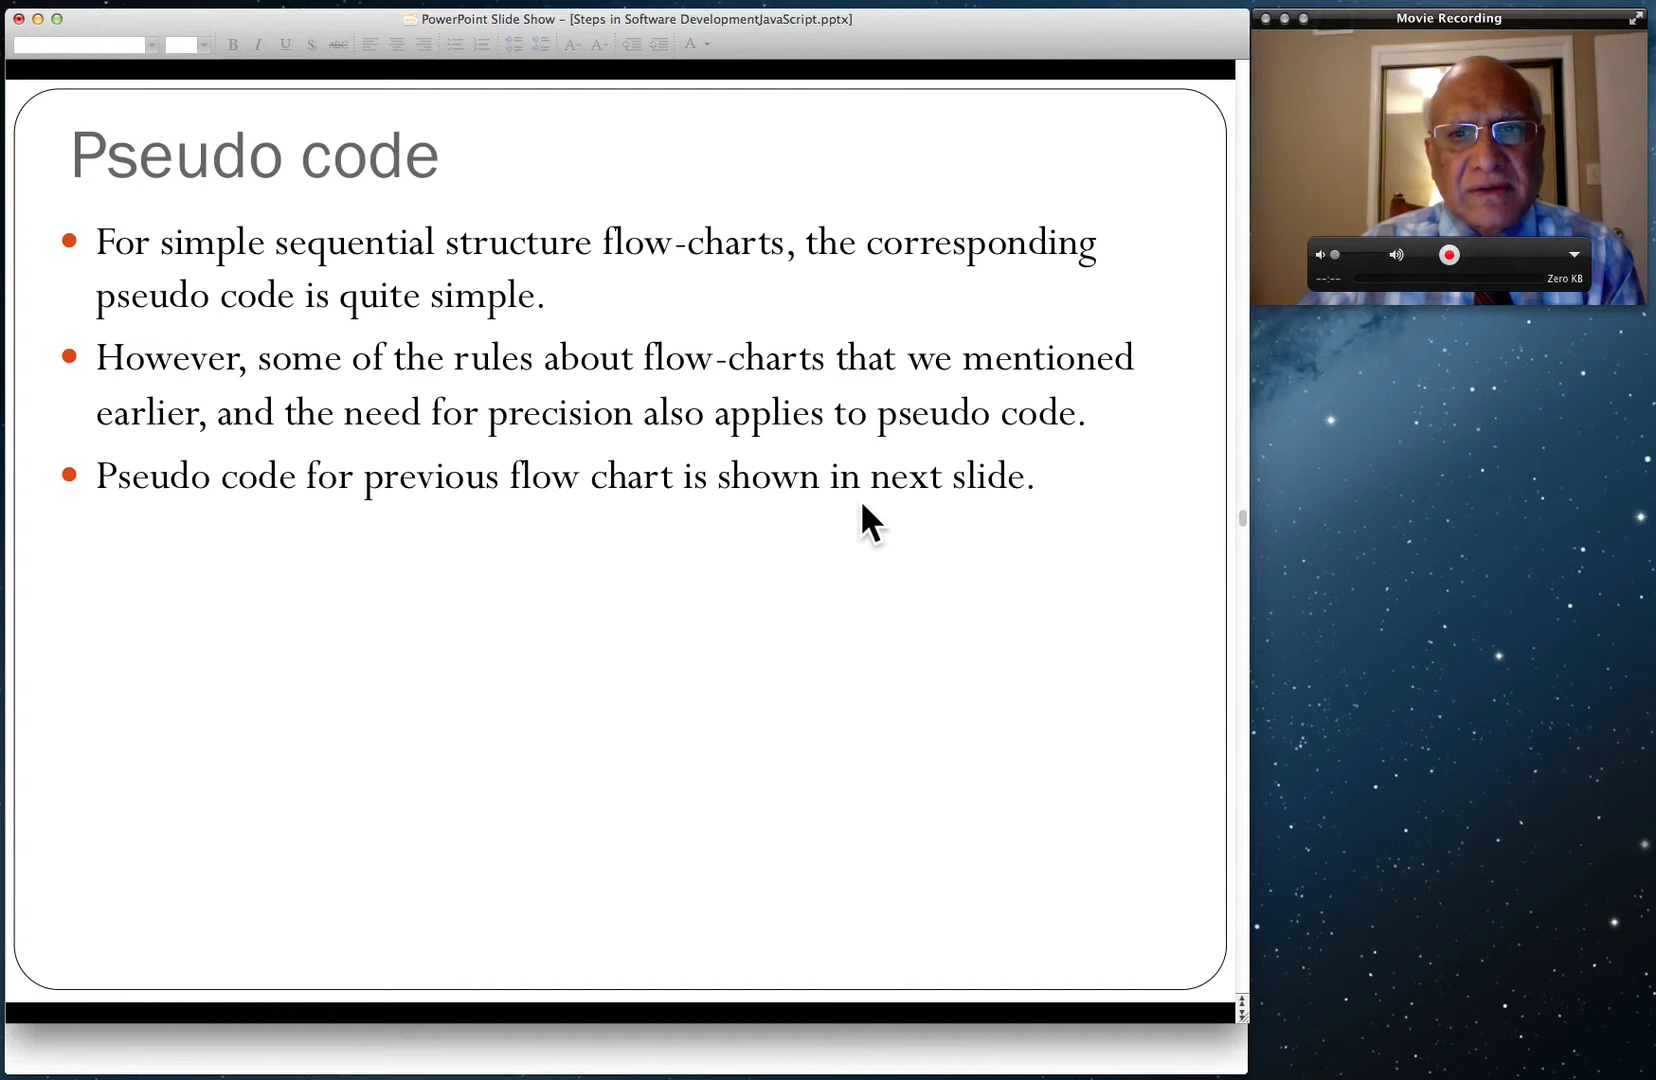 PowerPoint Slide Show – [Steps in Software DevelopmentJavaScript.pptx]
B I U S ABC A A A
Pseudo code
• For simple sequential structure flow-charts, the corresponding
pseudo code is quite simple.
• However, some of the rules about flow-charts that we mentioned
earlier, and the need for precision also applies to pseudo code.
• Pseudo code for previous flow chart is shown in next slide.
Movie Recording
--:-- Zero KB